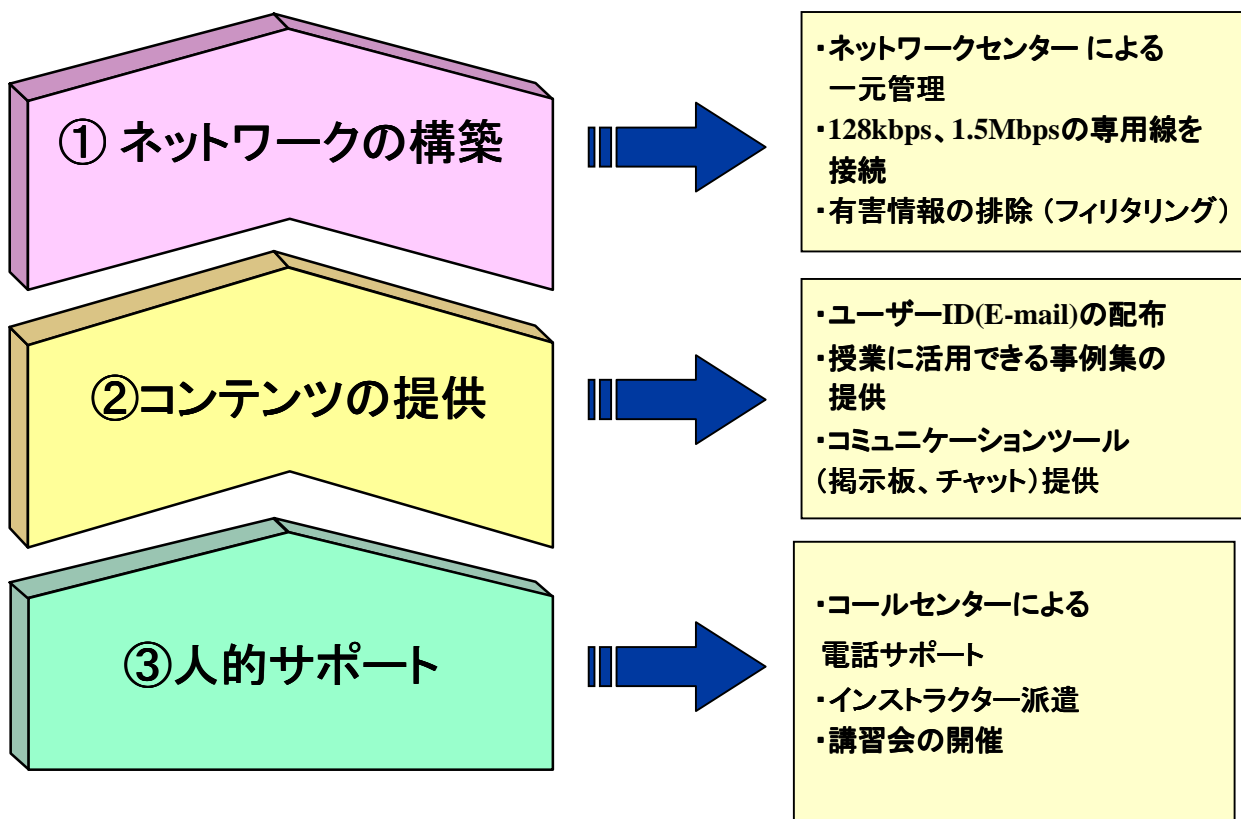 ① ネットワークの構築
・ネットワークセンター による
一元管理
・128kbps、1.5Mbpsの専用線を
接続
・有害情報の排除（フィリタリング）
②コンテンツの提供
・ユーザーID(E-mail)の配布
・授業に活用できる事例集の
提供
・コミュニケーションツール
（掲示板、チャット）提供
③人的サポート
・コールセンターによる
電話サポート
・インストラクター派遣
・講習会の開催